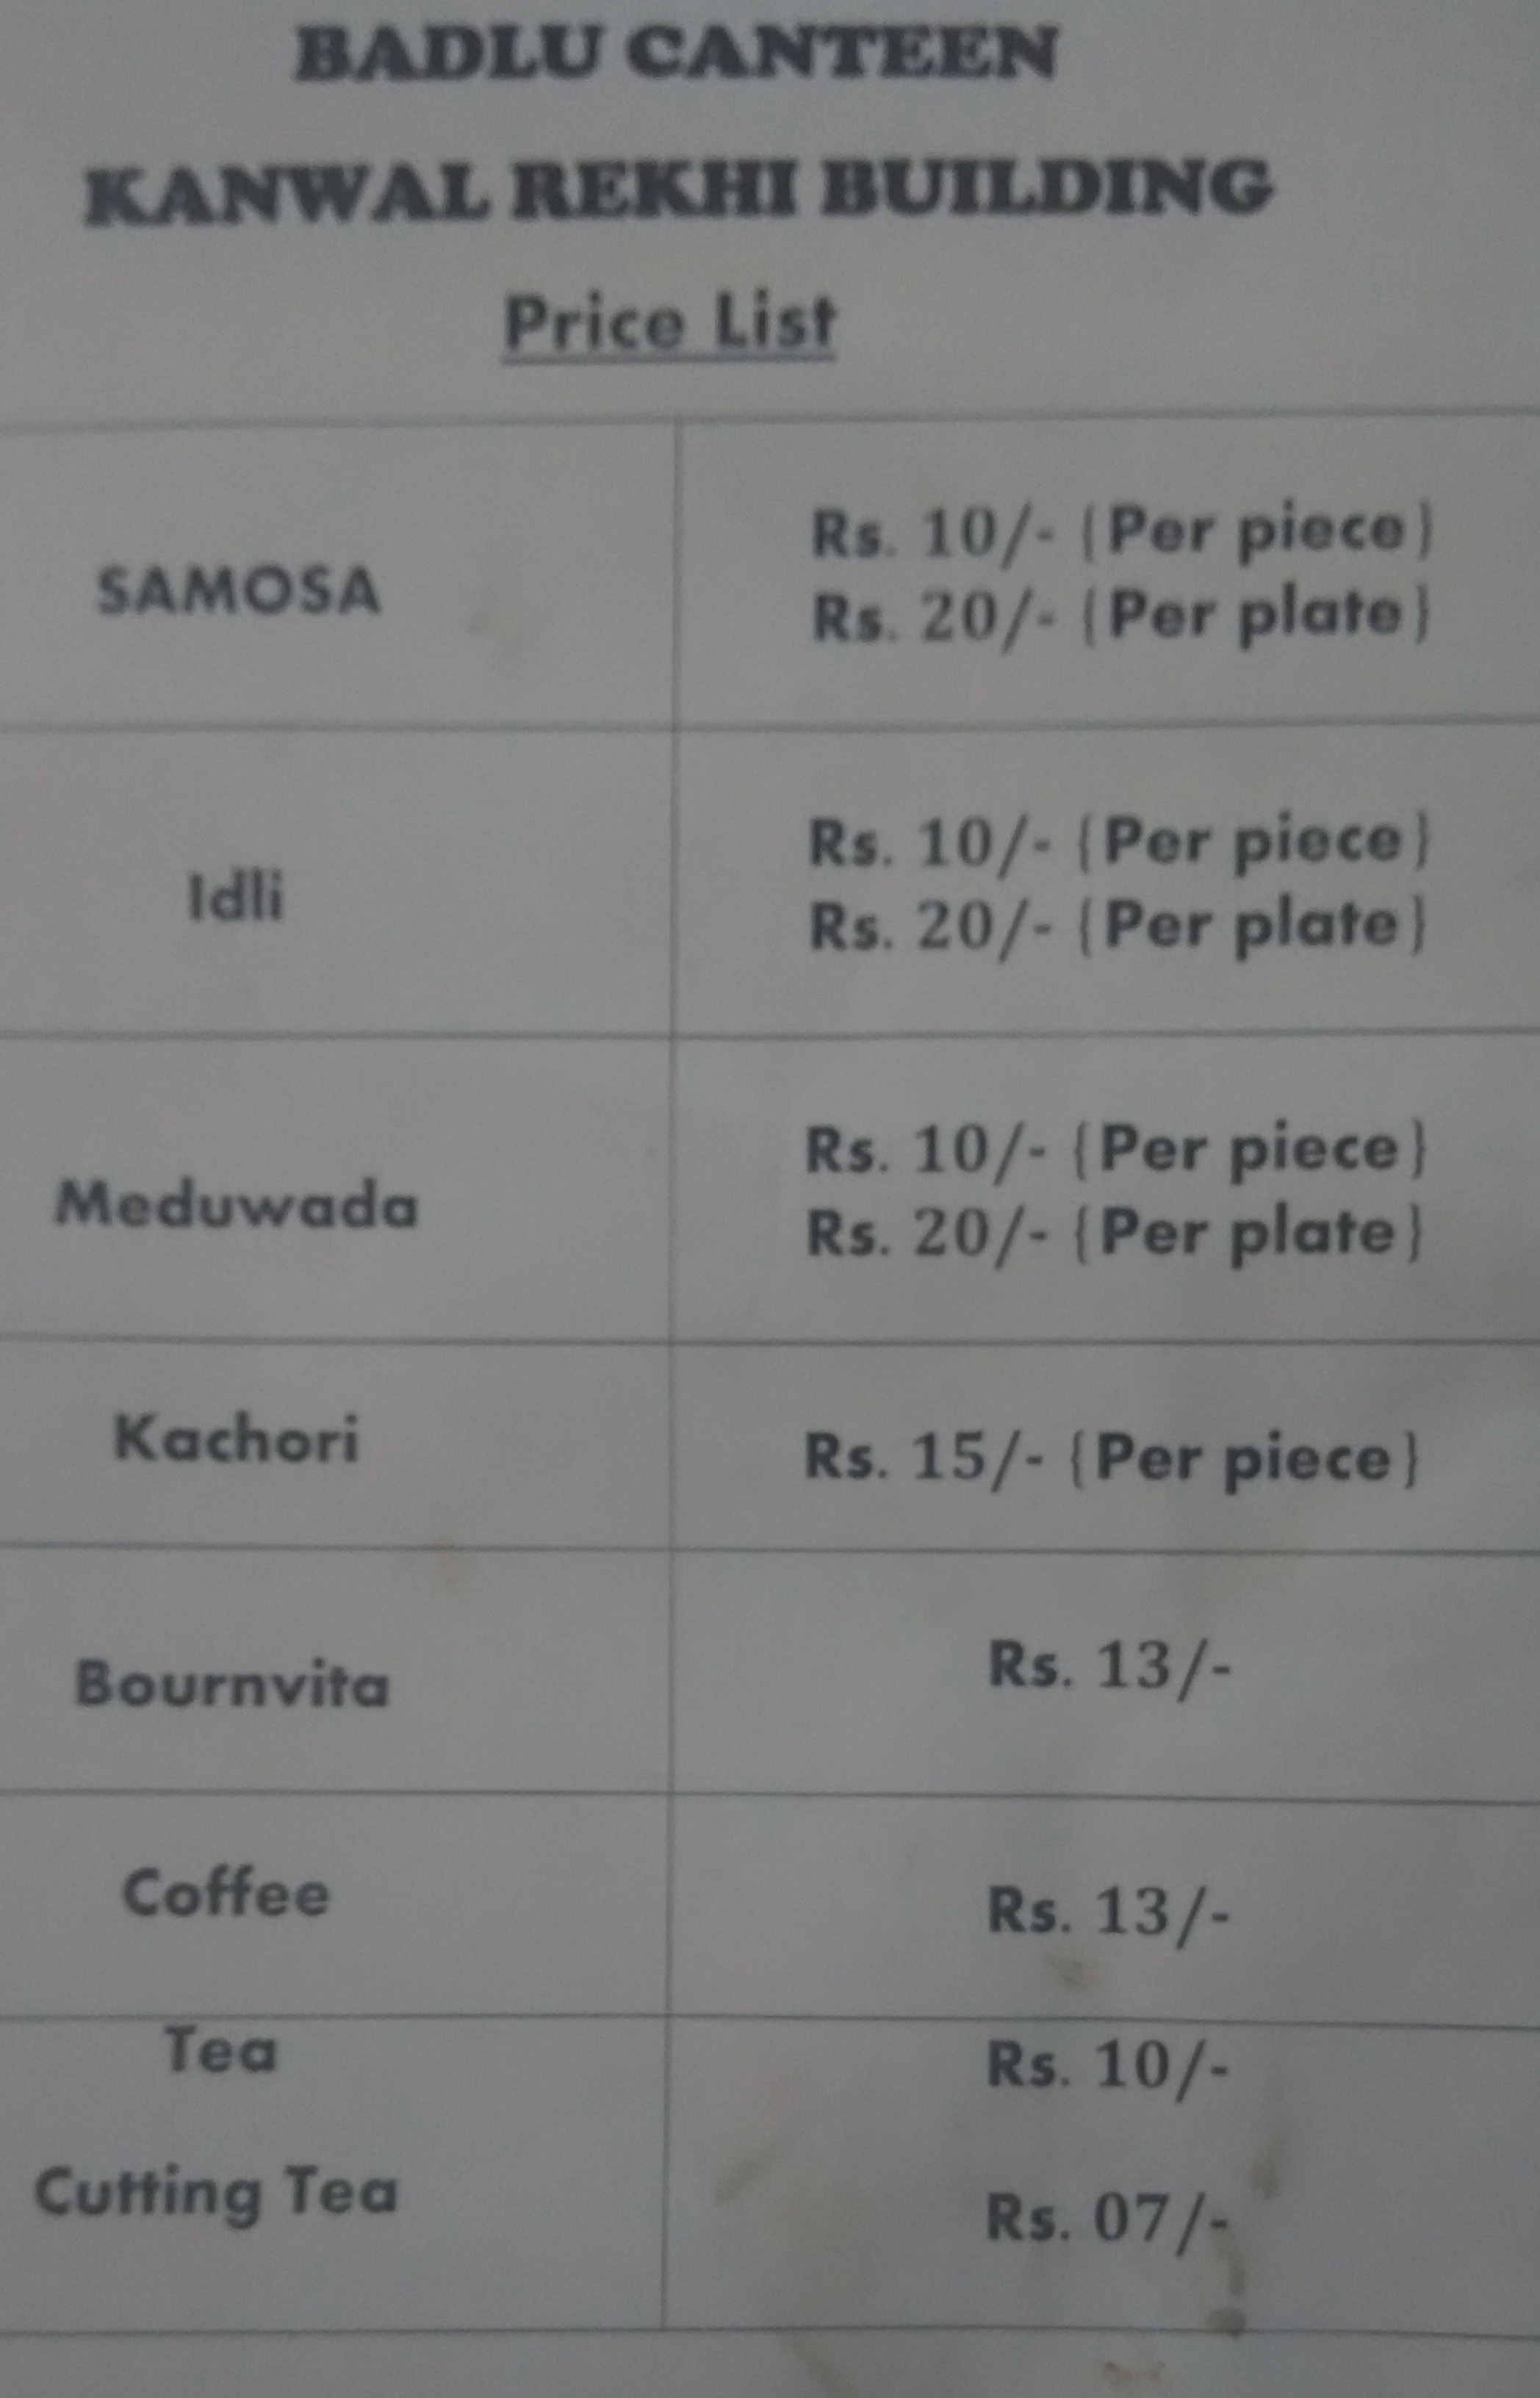 BADLU CANTEEN
KANWAL REKHI BUILDING
Price List
SAMOSA
Rs. 10/- {Per piece}
Rs. 20/- {Per plate}
Idli
Rs. 10/- {Per piece}
Rs. 20/- {Per plate}
Meduwada
Rs. 10/- {Per piece}
Rs. 20/- {Per plate}
Kachori
Rs. 15/- {Per piece}
Bournvita
Rs. 13/-
Coffee
Rs. 13/-
Tea
Rs. 10/-
Cutting Tea
Rs. 07/-